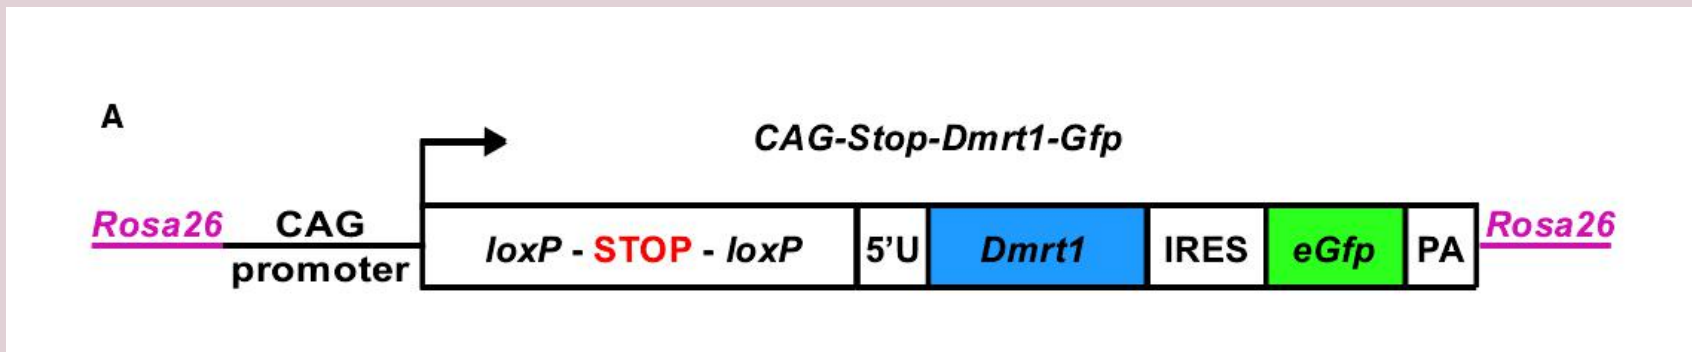 A
CAG-Stop-Dmrt1-Gfp
Rosa26
CAG
promoter
loxP - STOP - loxP
5’U
Dmrt1
IRES
eGfp
PA
Rosa26